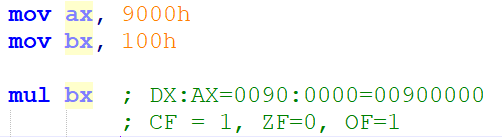 mov ax, 9000h
mov bx, 100h
mul bx ; DX:AX=0090:0000=00900000
; CF = 1, ZF=0, OF=1